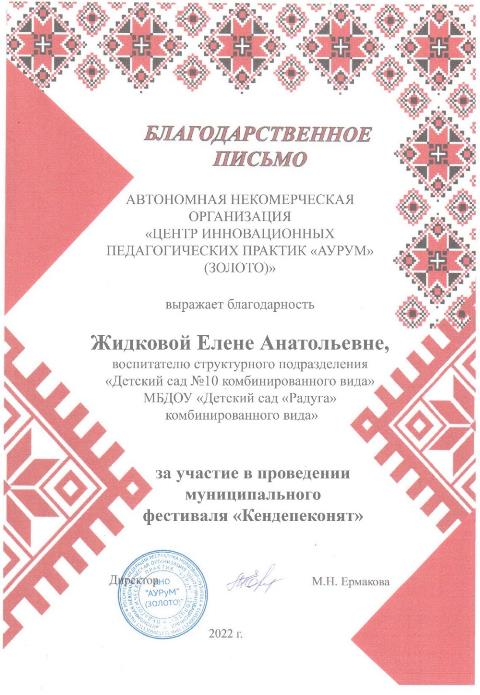 БЛАГОДАРСТВЕННОЕ
ПИСЬМО
АВТОНОМНАЯ НЕКОМЕРЧЕСКАЯ
ОРГАНИЗАЦИЯ
«ЦЕНТР ИННОВАЦИОННЫХ
ПЕДАГОГИЧЕСКИХ ПРАКТИК «АУРУМ»
(ЗОЛОТО)»
выражает благодарность
Жидковой Елене Анатольевне,
воспитателю структурного подразделения
«Детский сад №10 комбинированного вида»
МБДОУ «Детский сад «Радуга»
комбинированного вида»
за участие в проведении
муниципального
фестиваля «Кендепеконят»
Директор
М.Н. Ермакова
АНО
"АУРуМ
(ЗОЛОТО)"
2022 г.